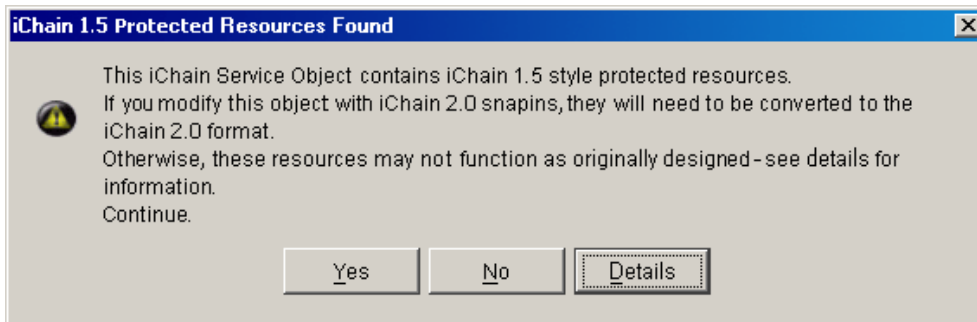 iChain 1.5 Protected Resources Found
This iChain Service Object contains iChain 1.5 style protected resources.
If you modify this object with iChain 2.0 snapins, they will need to be converted to the
iChain 2.0 format.
Otherwise, these resources may not function as originally designed - see details for
information.
Continue.
Yes
No
Details